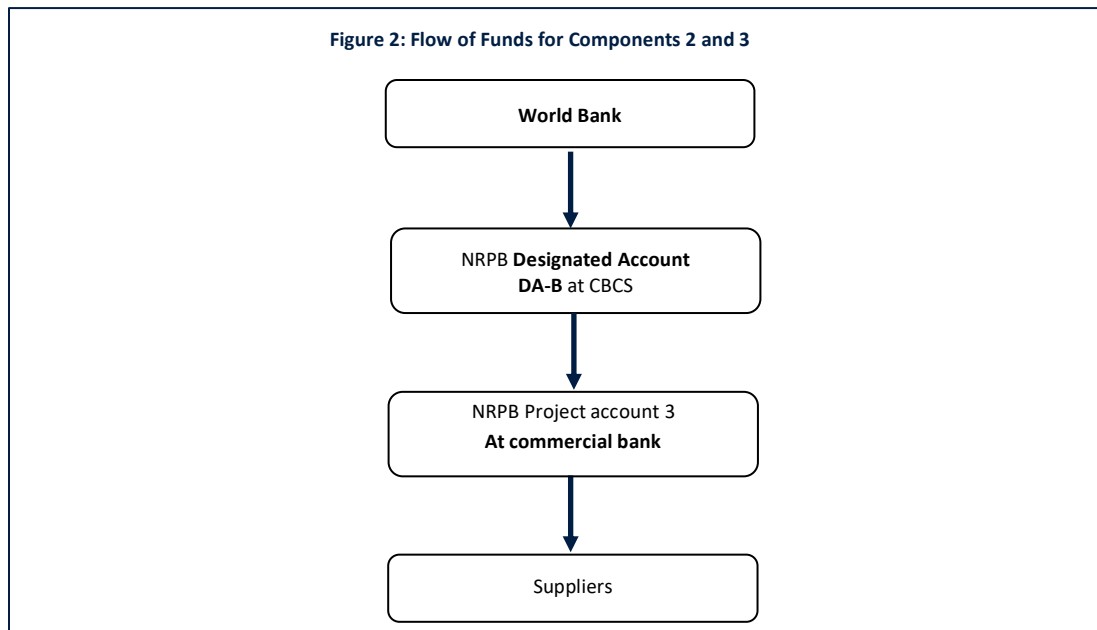 Figure 2: Flow of Funds for Components 2 and 3
World Bank
NRPB Designated Account
DA-B at CBCS
NRPB Project account 3
At commercial bank
Suppliers